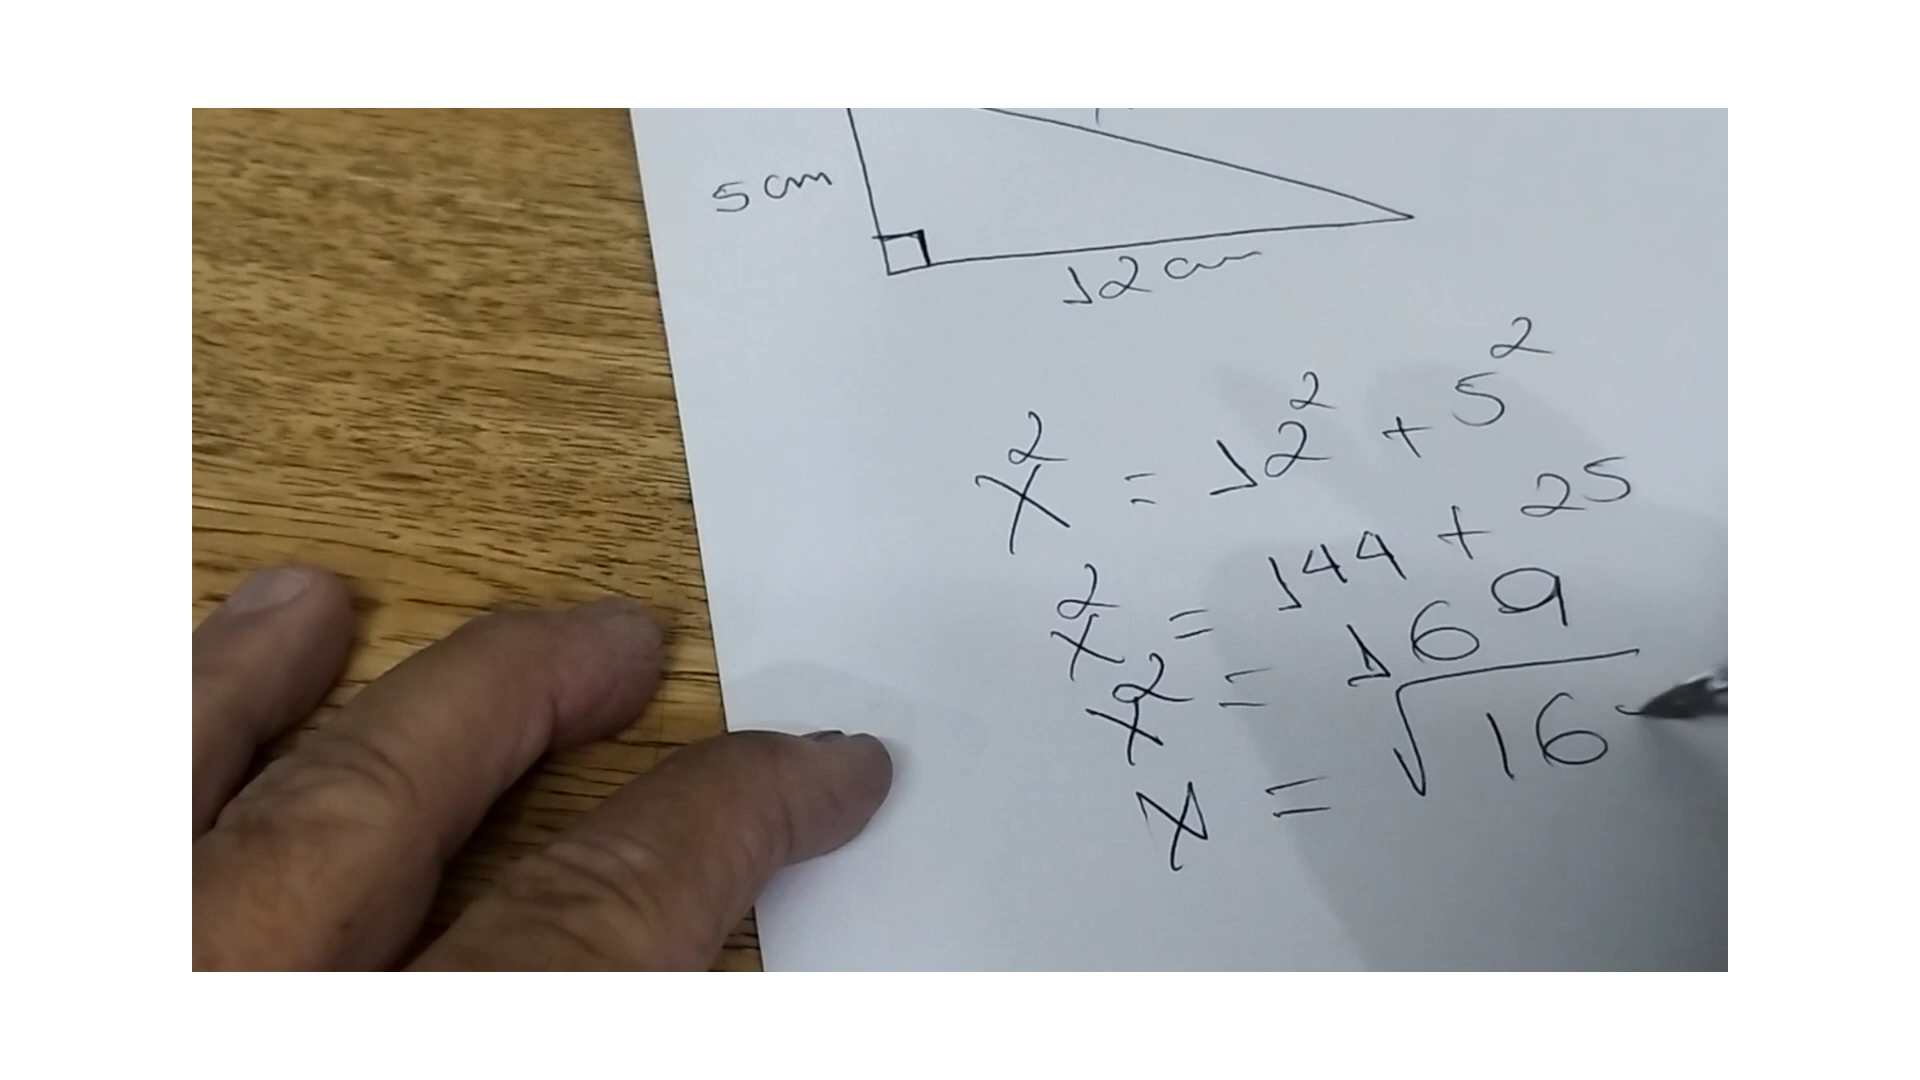 5 cm
12 cm
x² = 12² + 5²
x² = 144 + 25
x² = 169
x = √16